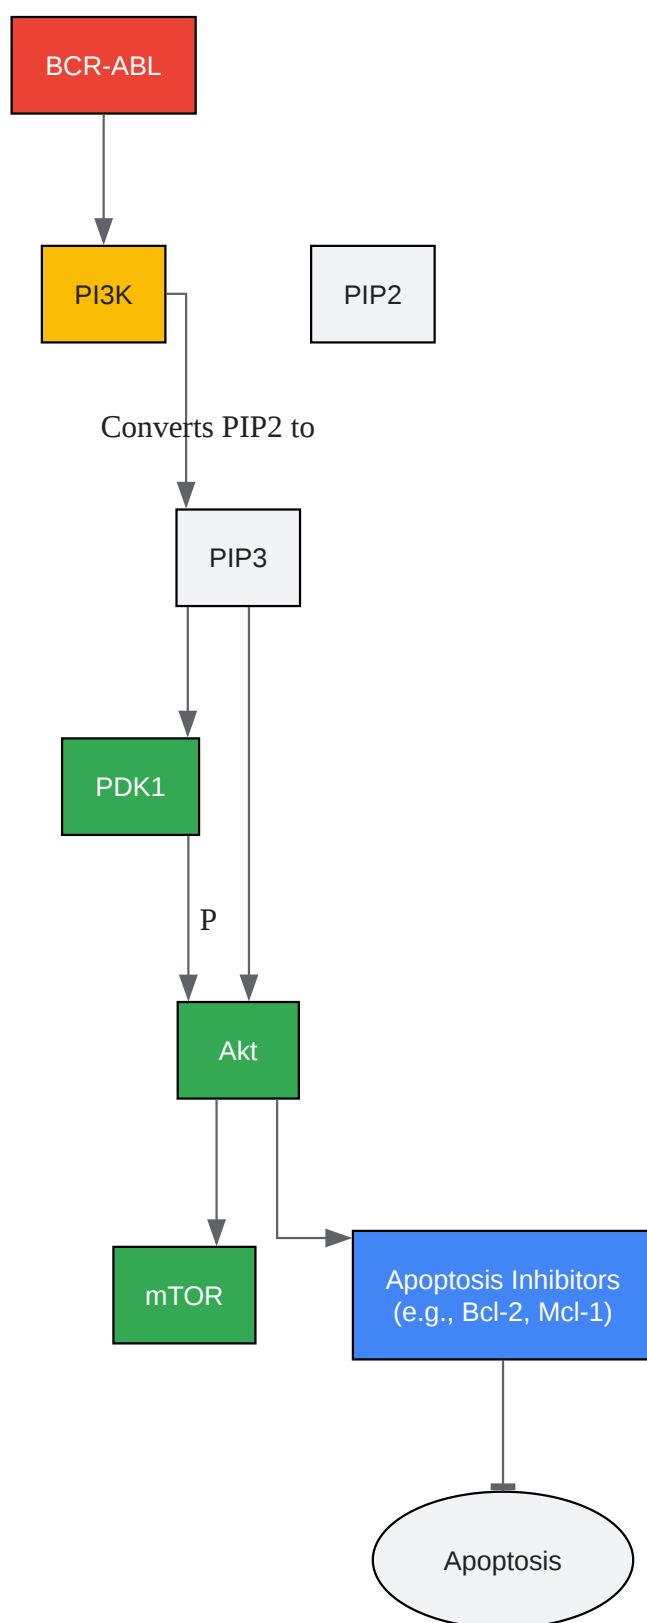 BCR-ABL
PI3K
PIP2
Converts PIP2 to
PIP3
PDK1
P
Akt
mTOR
Apoptosis Inhibitors
(e.g., Bcl-2, Mcl-1)
Apoptosis